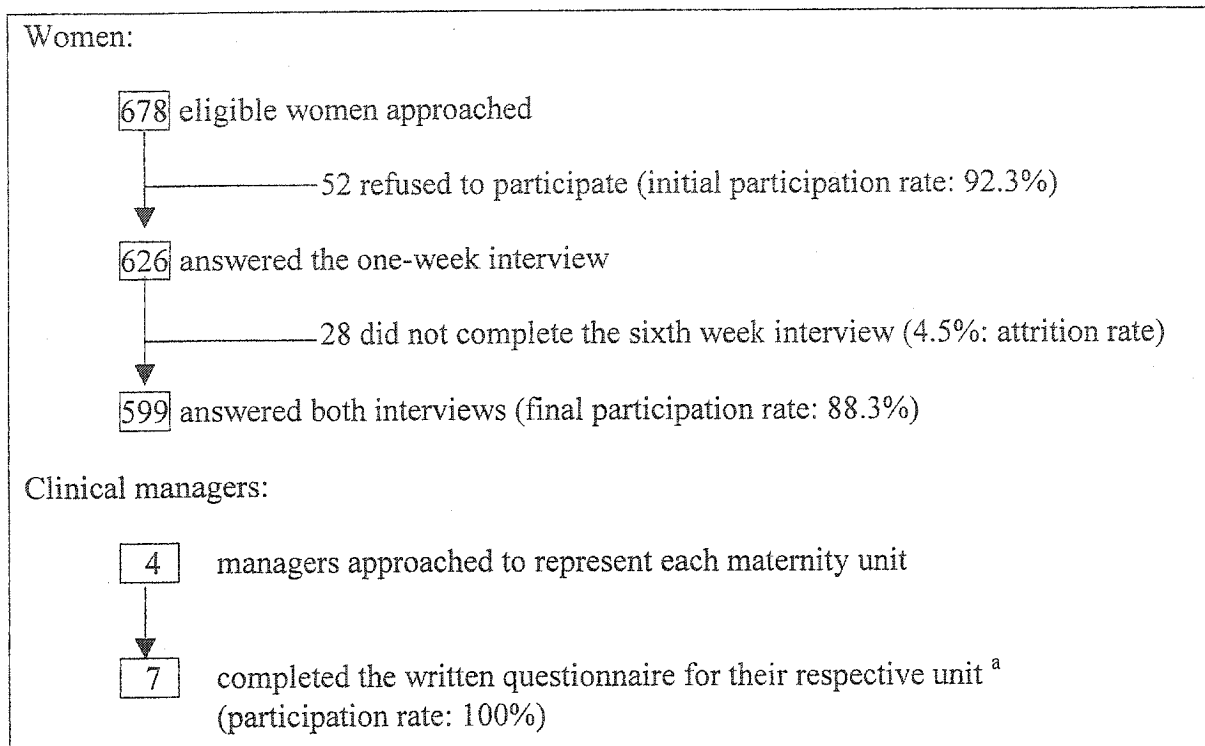 Women:
678 eligible women approached
52 refused to participate (initial participation rate: 92.3%)
626 answered the one-week interview
28 did not complete the sixth week interview (4.5%: attrition rate)
599 answered both interviews (final participation rate: 88.3%)
Clinical managers:
4 managers approached to represent each maternity unit
7 completed the written questionnaire for their respective unit a
(participation rate: 100%)